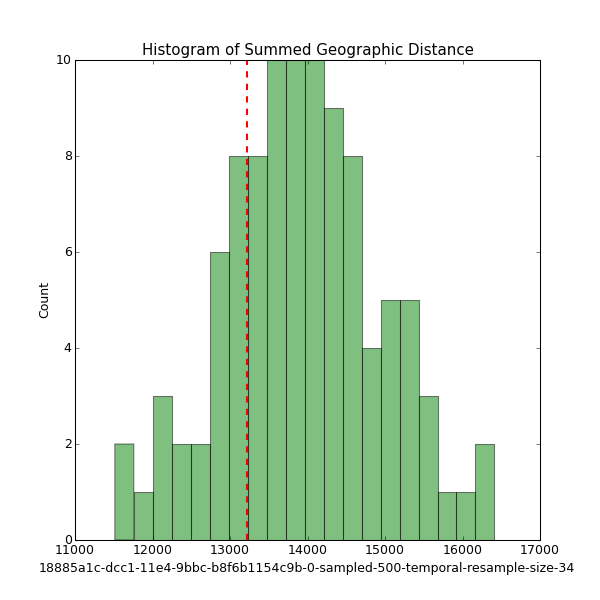 Histogram of Summed Geographic Distance
10
8
6
4
2
0
Count
11000 12000 13000 14000 15000 16000 17000
18885a1c-dcc1-11e4-9bbc-b8f6b1154c9b-0-sampled-500-temporal-resample-size-34